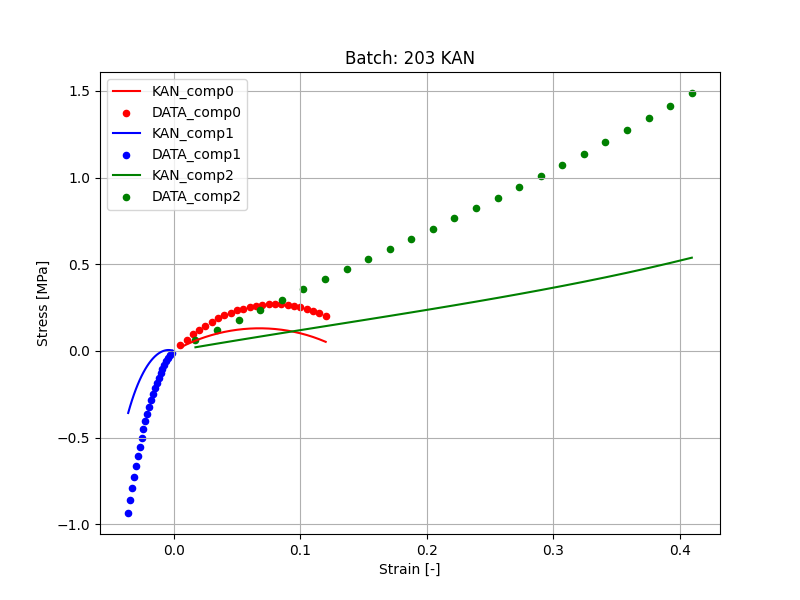 Batch: 203 KAN
KAN_comp0
DATA_comp0
KAN_comp1
DATA_comp1
KAN_comp2
DATA_comp2
1.5
1.0
0.5
0.0
−0.5
−1.0
Stress [MPa]
0.0 0.1 0.2 0.3 0.4
Strain [-]